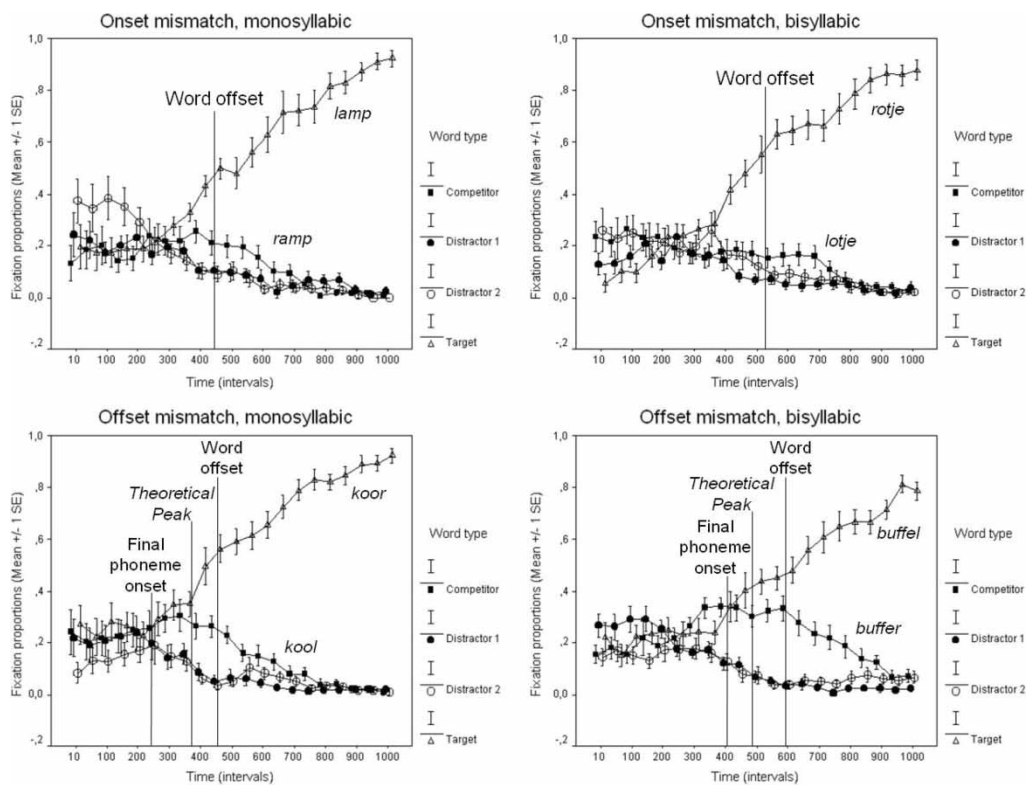 Onset mismatch, monosyllabic
Fixation proportions (Mean +/- 1 SE)
1,0
,8
,6
,4
,2
0,0
-,2
Word offset
lamp
ramp
10 100 200 300 400 500 600 700 800 900 1000
Time (intervals)
Word type
Competitor
Distractor 1
Distractor 2
Target
Onset mismatch, bisyllabic
Fixation proportions (Mean +/- 1 SE)
1,0
,8
,6
,4
,2
0,0
-,2
Word offset
rotje
lotje
10 100 200 300 400 500 600 700 800 900 1000
Time (intervals)
Word type
Competitor
Distractor 1
Distractor 2
Target
Offset mismatch, monosyllabic
Fixation proportions (Mean +/- 1 SE)
1,0
,8
,6
,4
,2
0,0
-,2
Word
offset
Theoretical
Peak
Final
phoneme
onset
koor
kool
10 100 200 300 400 500 600 700 800 900 1000
Time (intervals)
Word type
Competitor
Distractor 1
Distractor 2
Target
Offset mismatch, bisyllabic
Fixation proportions (Mean +/- 1 SE)
1,0
,8
,6
,4
,2
0,0
-,2
Word
offset
Theoretical
Peak
Final
phoneme
onset
buffel
buffer
10 100 200 300 400 500 600 700 800 900 1000
Time (intervals)
Word type
Competitor
Distractor 1
Distractor 2
Target